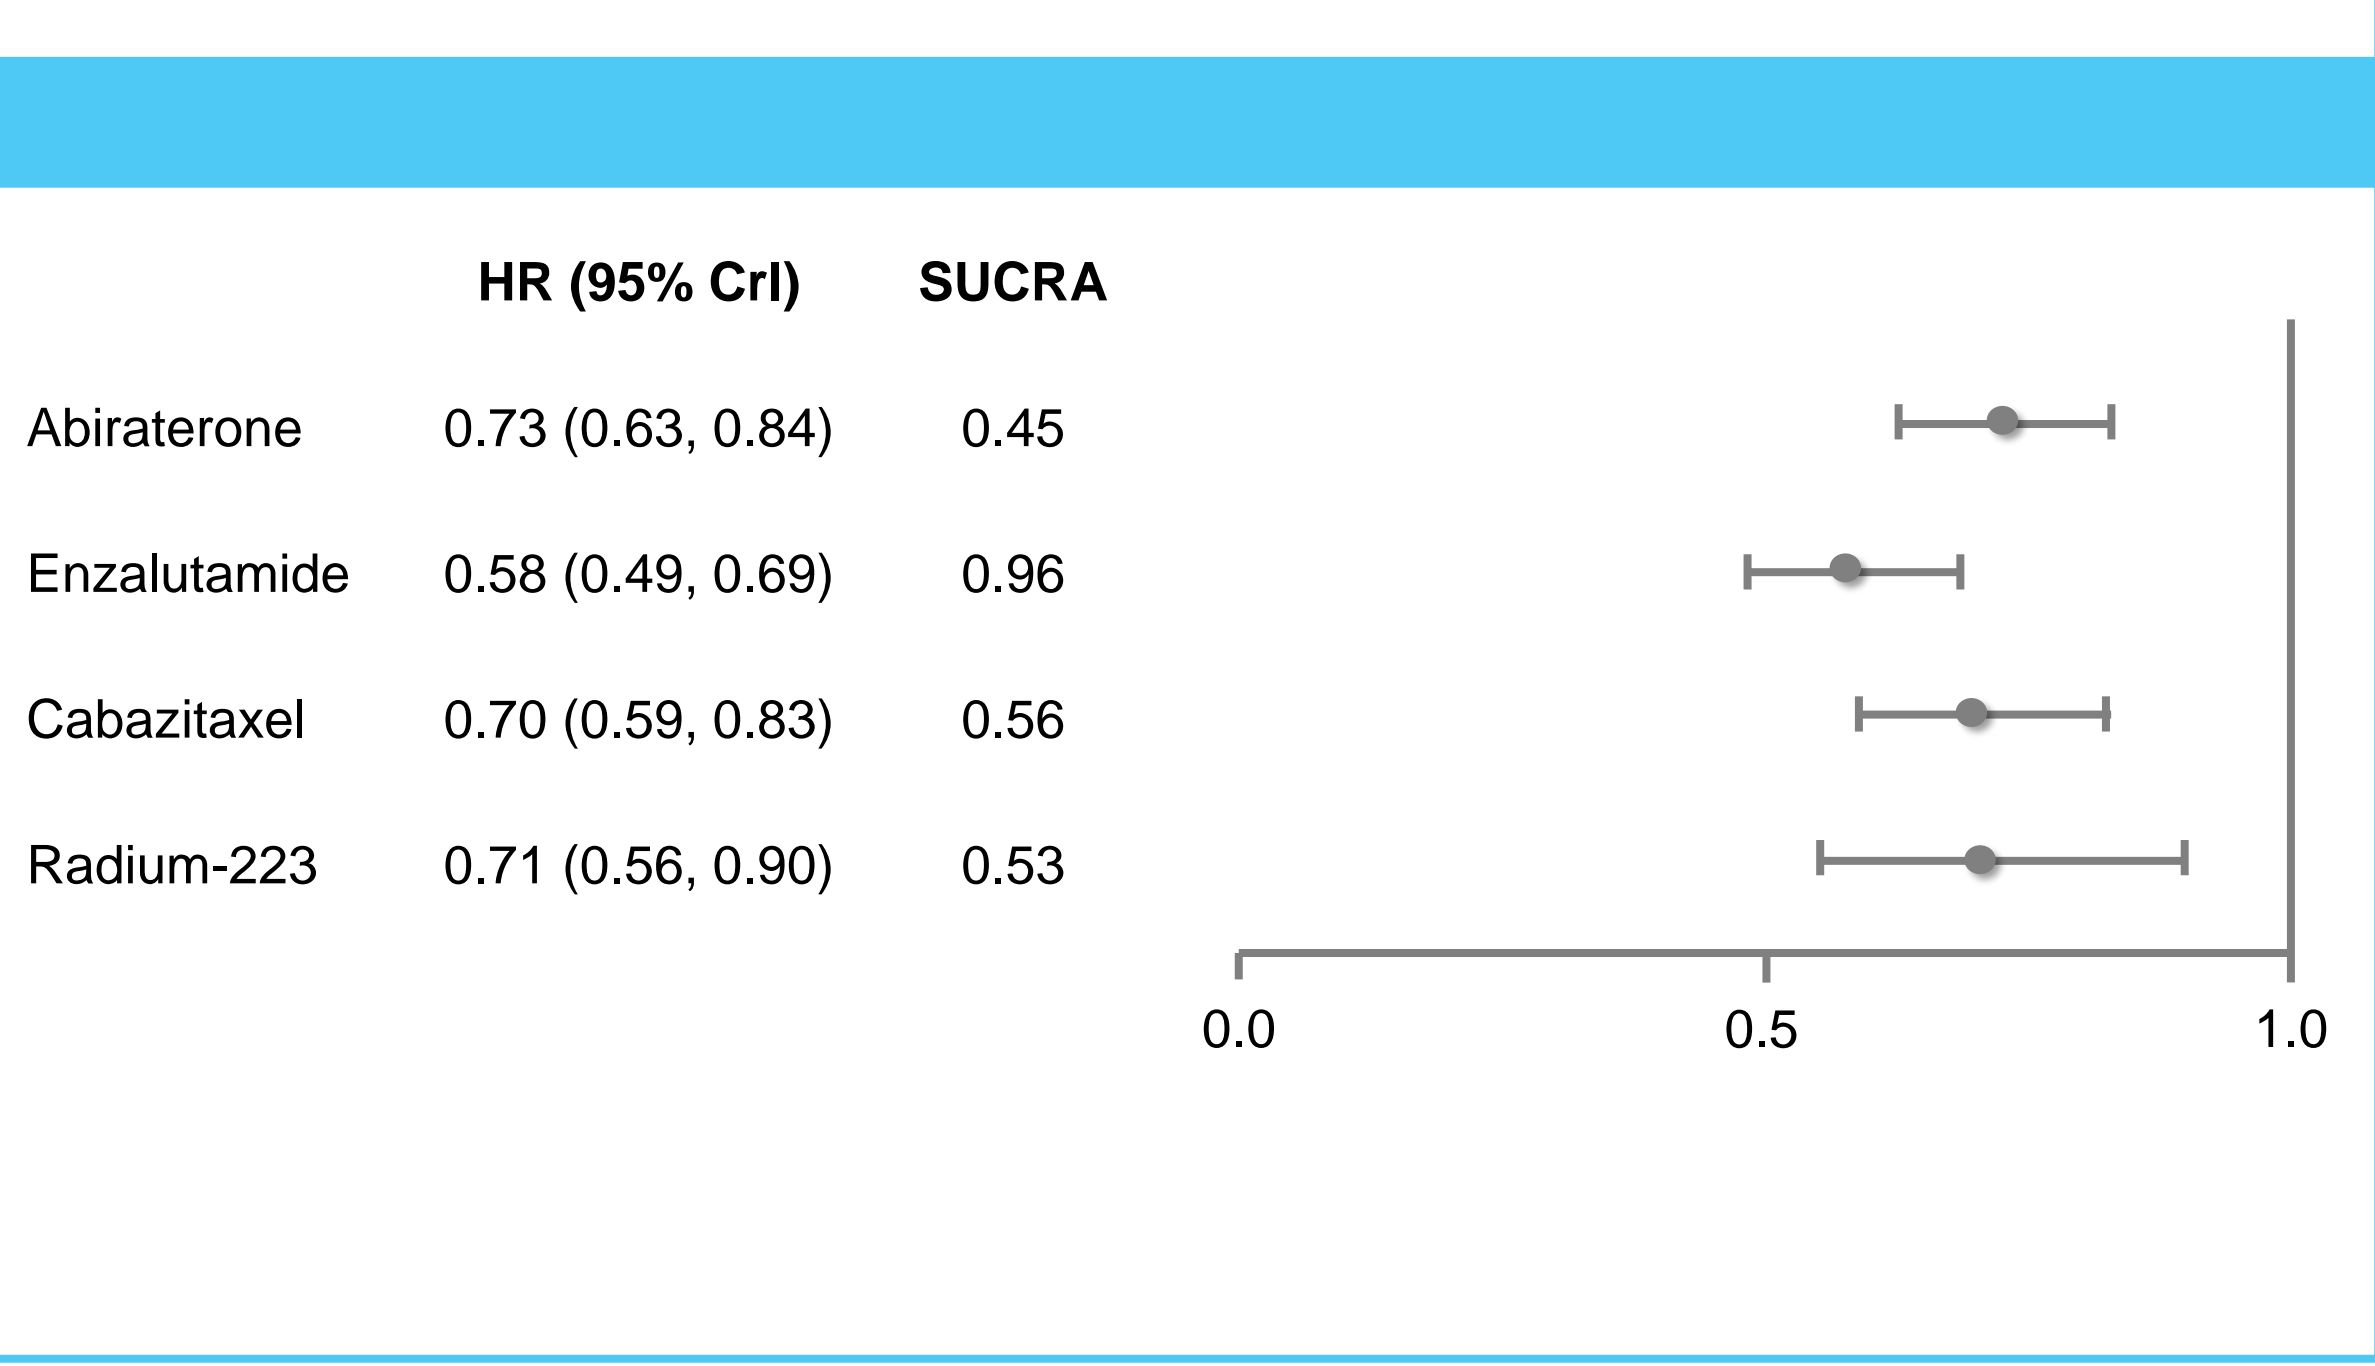 HR (95% CrI) SUCRA
Abiraterone 0.73 (0.63, 0.84) 0.45
Enzalutamide 0.58 (0.49, 0.69) 0.96
Cabazitaxel 0.70 (0.59, 0.83) 0.56
Radium-223 0.71 (0.56, 0.90) 0.53
0.0 0.5 1.0